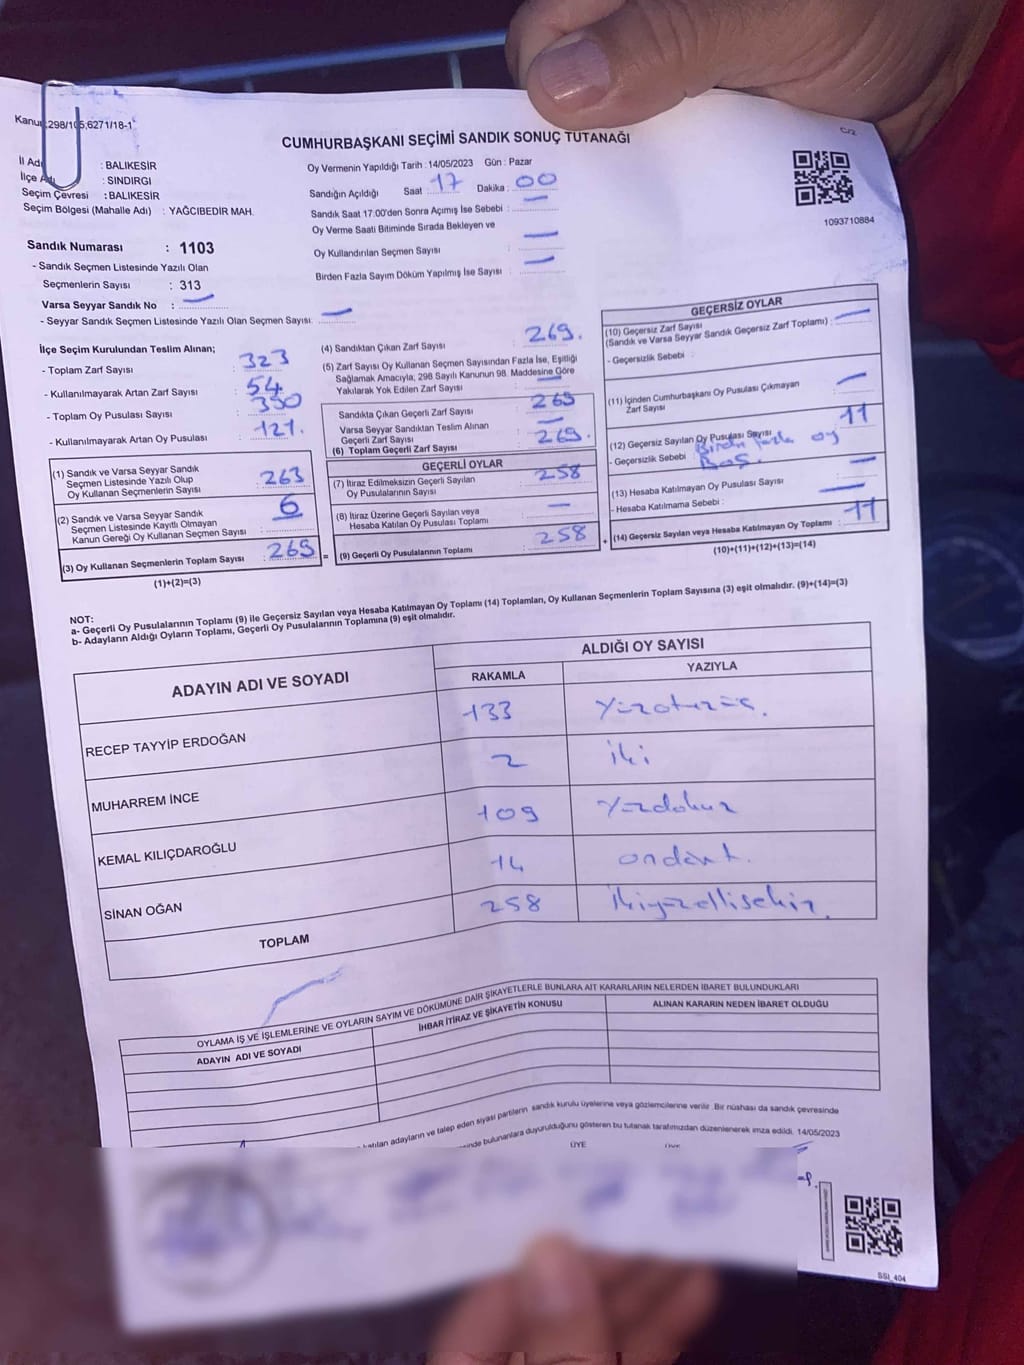 Kanun:298/105,6271/18-1
C/2
CUMHURBAŞKANI SEÇİMİ SANDIK SONUÇ TUTANAĞI
İl Adı : BALIKESİR
İlçe Adı : SINDIRGI
Seçim Çevresi : BALIKESİR
Seçim Bölgesi (Mahalle Adı) : YAĞCIBEDİR MAH.
Oy Vermenin Yapıldığı Tarih : 14/05/2023 Gün : Pazar
Sandığın Açıldığı Saat : 17 Dakika : 00
Sandık Saat 17:00'den Sonra Açımış İse Sebebi : —
Oy Verme Saati Bitiminde Sırada Bekleyen ve
Oy Kullandırılan Seçmen Sayısı : —
Birden Fazla Sayım Döküm Yapılmış İse Sayısı : —
1093710884
Sandık Numarası : 1103
- Sandık Seçmen Listesinde Yazılı Olan
Seçmenlerin Sayısı : 313
Varsa Seyyar Sandık No : —
- Seyyar Sandık Seçmen Listesinde Yazılı Olan Seçmen Sayısı: —
İlçe Seçim Kurulundan Teslim Alınan;
- Toplam Zarf Sayısı : 323
- Kullanılmayarak Artan Zarf Sayısı : 54
- Toplam Oy Pusulası Sayısı : 390
- Kullanılmayarak Artan Oy Pusulası : 121.
(1) Sandık ve Varsa Seyyar Sandık
Seçmen Listesinde Yazılı Olup
Oy Kullanan Seçmenlerin Sayısı : 263
(2) Sandık ve Varsa Seyyar Sandık
Seçmen Listesinde Kayıtlı Olmayan
Kanun Gereği Oy Kullanan Seçmen Sayısı : 6
(3) Oy Kullanan Seçmenlerin Toplam Sayısı : 269 =
(1)+(2)=(3)
(4) Sandıktan Çıkan Zarf Sayısı : 269.
(5) Zarf Sayısı Oy Kullanan Seçmen Sayısından Fazla İse, Eşitliği
Sağlamak Amacıyla; 298 Sayılı Kanunun 98. Maddesine Göre
Yakılarak Yok Edilen Zarf Sayısı : —
Sandıkta Çıkan Geçerli Zarf Sayısı : 269
Varsa Seyyar Sandıktan Teslim Alınan
Geçerli Zarf Sayısı : —
(6) Toplam Geçerli Zarf Sayısı : 269.
GEÇERLİ OYLAR
(7) İtiraz Edilmeksizin Geçerli Sayılan
Oy Pusulalarının Sayısı : 258
(8) İtiraz Üzerine Geçerli Sayılan veya
Hesaba Katılan Oy Pusulası Toplamı : —
(9) Geçerli Oy Pusulalarının Toplamı : 258 +
GEÇERSİZ OYLAR
(10) Geçersiz Zarf Sayısı
(Sandık ve Varsa Seyyar Sandık Geçersiz Zarf Toplamı) : —
- Geçersizlik Sebebi :
(11) İçinden Cumhurbaşkanı Oy Pusulası Çıkmayan
Zarf Sayısı : —
(12) Geçersiz Sayılan Oy Pusulası Sayısı : 11
- Geçersizlik Sebebi : Birden fazla oy
Boş.
(13) Hesaba Katılmayan Oy Pusulası Sayısı : —
- Hesaba Katılmama Sebebi : —
(14) Geçersiz Sayılan veya Hesaba Katılmayan Oy Toplamı : 11
(10)+(11)+(12)+(13)=(14)
NOT:
a- Geçerli Oy Pusulalarının Toplamı (9) ile Geçersiz Sayılan veya Hesaba Katılmayan Oy Toplamı (14) Toplamları, Oy Kullanan Seçmenlerin Toplam Sayısına (3) eşit olmalıdır. (9)+(14)=(3)
b- Adayların Aldığı Oyların Toplamı, Geçerli Oy Pusulalarının Toplamına (9) eşit olmalıdır.
ADAYIN ADI VE SOYADI
ALDIĞI OY SAYISI
RAKAMLA YAZIYLA
RECEP TAYYİP ERDOĞAN 133 Yüzotuzüç.
MUHARREM İNCE 2 iki
KEMAL KILIÇDAROĞLU 109 Yüzdokuz
SİNAN OĞAN 14 ondört.
TOPLAM 258 ikiyüzellisekiz.
OYLAMA İŞ VE İŞLEMLERİNE VE OYLARIN SAYIM VE DÖKÜMÜNE DAİR ŞİKAYETLERLE BUNLARA AİT KARARLARIN NELERDEN İBARET BULUNDUKLARI
ADAYIN ADI VE SOYADI İHBAR İTİRAZ VE ŞİKAYETİN KONUSU ALINAN KARARIN NEDEN İBARET OLDUĞU
katılan adayların ve talep eden siyasi partilerin sandık kurulu üyelerine veya gözlemcilerine verilir. Bir nüshası da sandık çevresinde
bulunanlara duyurulduğunu gösteren bu tutanak tarafımızdan düzenlenerek imza edildi. 14/05/2023
ÜYE
SSİ_404